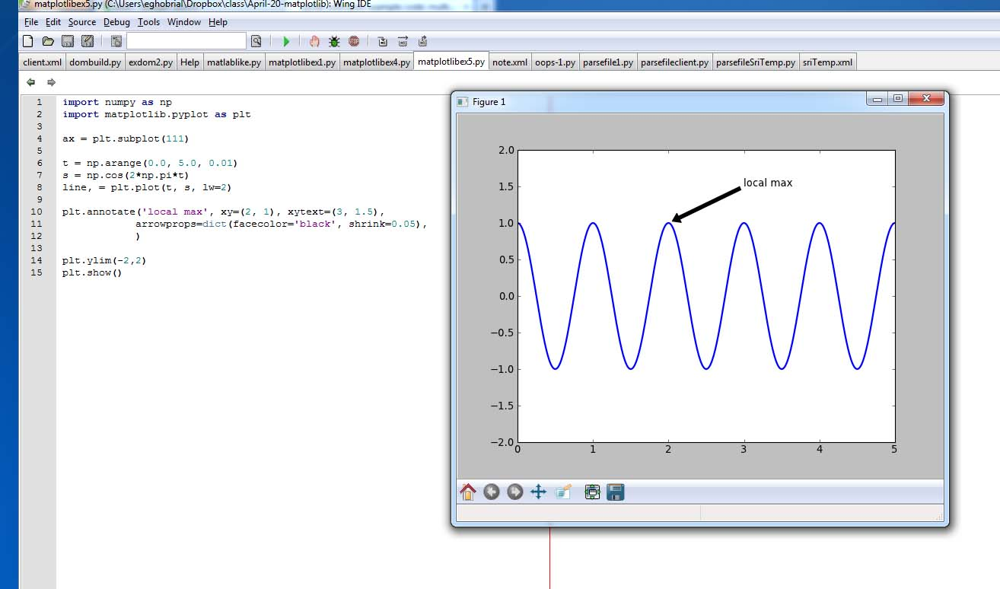 matplotlibex5.py (C:\Users\eghobrial\Dropbox\class\April-20-matplotlib): Wing IDE
File Edit Source Debug Tools Window Help
client.xml dombuild.py exdom2.py Help matlablike.py matplotlibex1.py matplotlibex4.py matplotlibex5.py note.xml oops-1.py parsefile1.py parsefileclient.py parsefileSriTemp.py sriTemp.xml
1 import numpy as np
2 import matplotlib.pyplot as plt
3
4 ax = plt.subplot(111)
5
6 t = np.arange(0.0, 5.0, 0.01)
7 s = np.cos(2*np.pi*t)
8 line, = plt.plot(t, s, lw=2)
9
10 plt.annotate('local max', xy=(2, 1), xytext=(3, 1.5),
11 arrowprops=dict(facecolor='black', shrink=0.05),
12 )
13
14 plt.ylim(-2,2)
15 plt.show()
Figure 1
2.0
local max
1.5
1.0
0.5
0.0
−0.5
−1.0
−1.5
−2.0
0 1 2 3 4 5